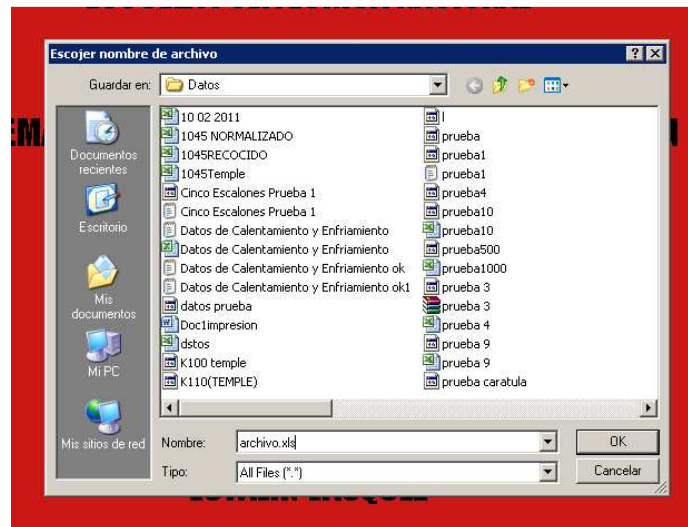 Escojer nombre de archivo
Guardar en:
Datos
Documentos
recientes
Escritorio
Mis
documentos
Mi PC
Mis sitios de red
10 02 2011
1045 NORMALIZADO
1045RECOCIDO
1045Temple
Cinco Escalones Prueba 1
Cinco Escalones Prueba 1
Datos de Calentamiento y Enfriamiento
Datos de Calentamiento y Enfriamiento
Datos de Calentamiento y Enfriamiento ok
Datos de Calentamiento y Enfriamiento ok1
datos prueba
Doc1impresion
dstos
K100 temple
K110(TEMPLE)
l
prueba
prueba1
prueba1
prueba4
prueba10
prueba10
prueba500
prueba1000
prueba 3
prueba 3
prueba 4
prueba 9
prueba 9
prueba caratula
Nombre:
archivo.xls
OK
Tipo:
All Files (*.*)
Cancelar